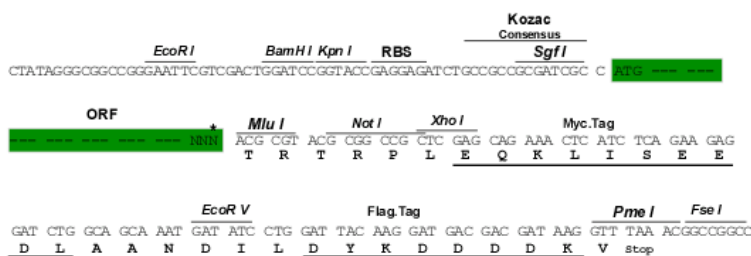 Kozac
Consensus
EcoR I BamH I Kpn I RBS Sgf I
CTATAGGGCGGCCGGGAATTCGTCGACTGGATCCGGTACCGAGGAGATCTGCCGCCGCGATCGC C ATG --- ---
ORF
* Mlu I Not I Xho I Myc.Tag
--- --- --- --- --- --- NNN ACG CGT ACG CGG CCG CTC GAG CAG AAA CTC ATC TCA GAA GAG
T R T R P L E Q K L I S E E
EcoR V Flag.Tag Pme I Fse I
GAT CTG GCA GCA AAT GAT ATC CTG GAT TAC AAG GAT GAC GAC GAT AAG GTT TAA ACGGCCGGCC
D L A A N D I L D Y K D D D D K V Stop